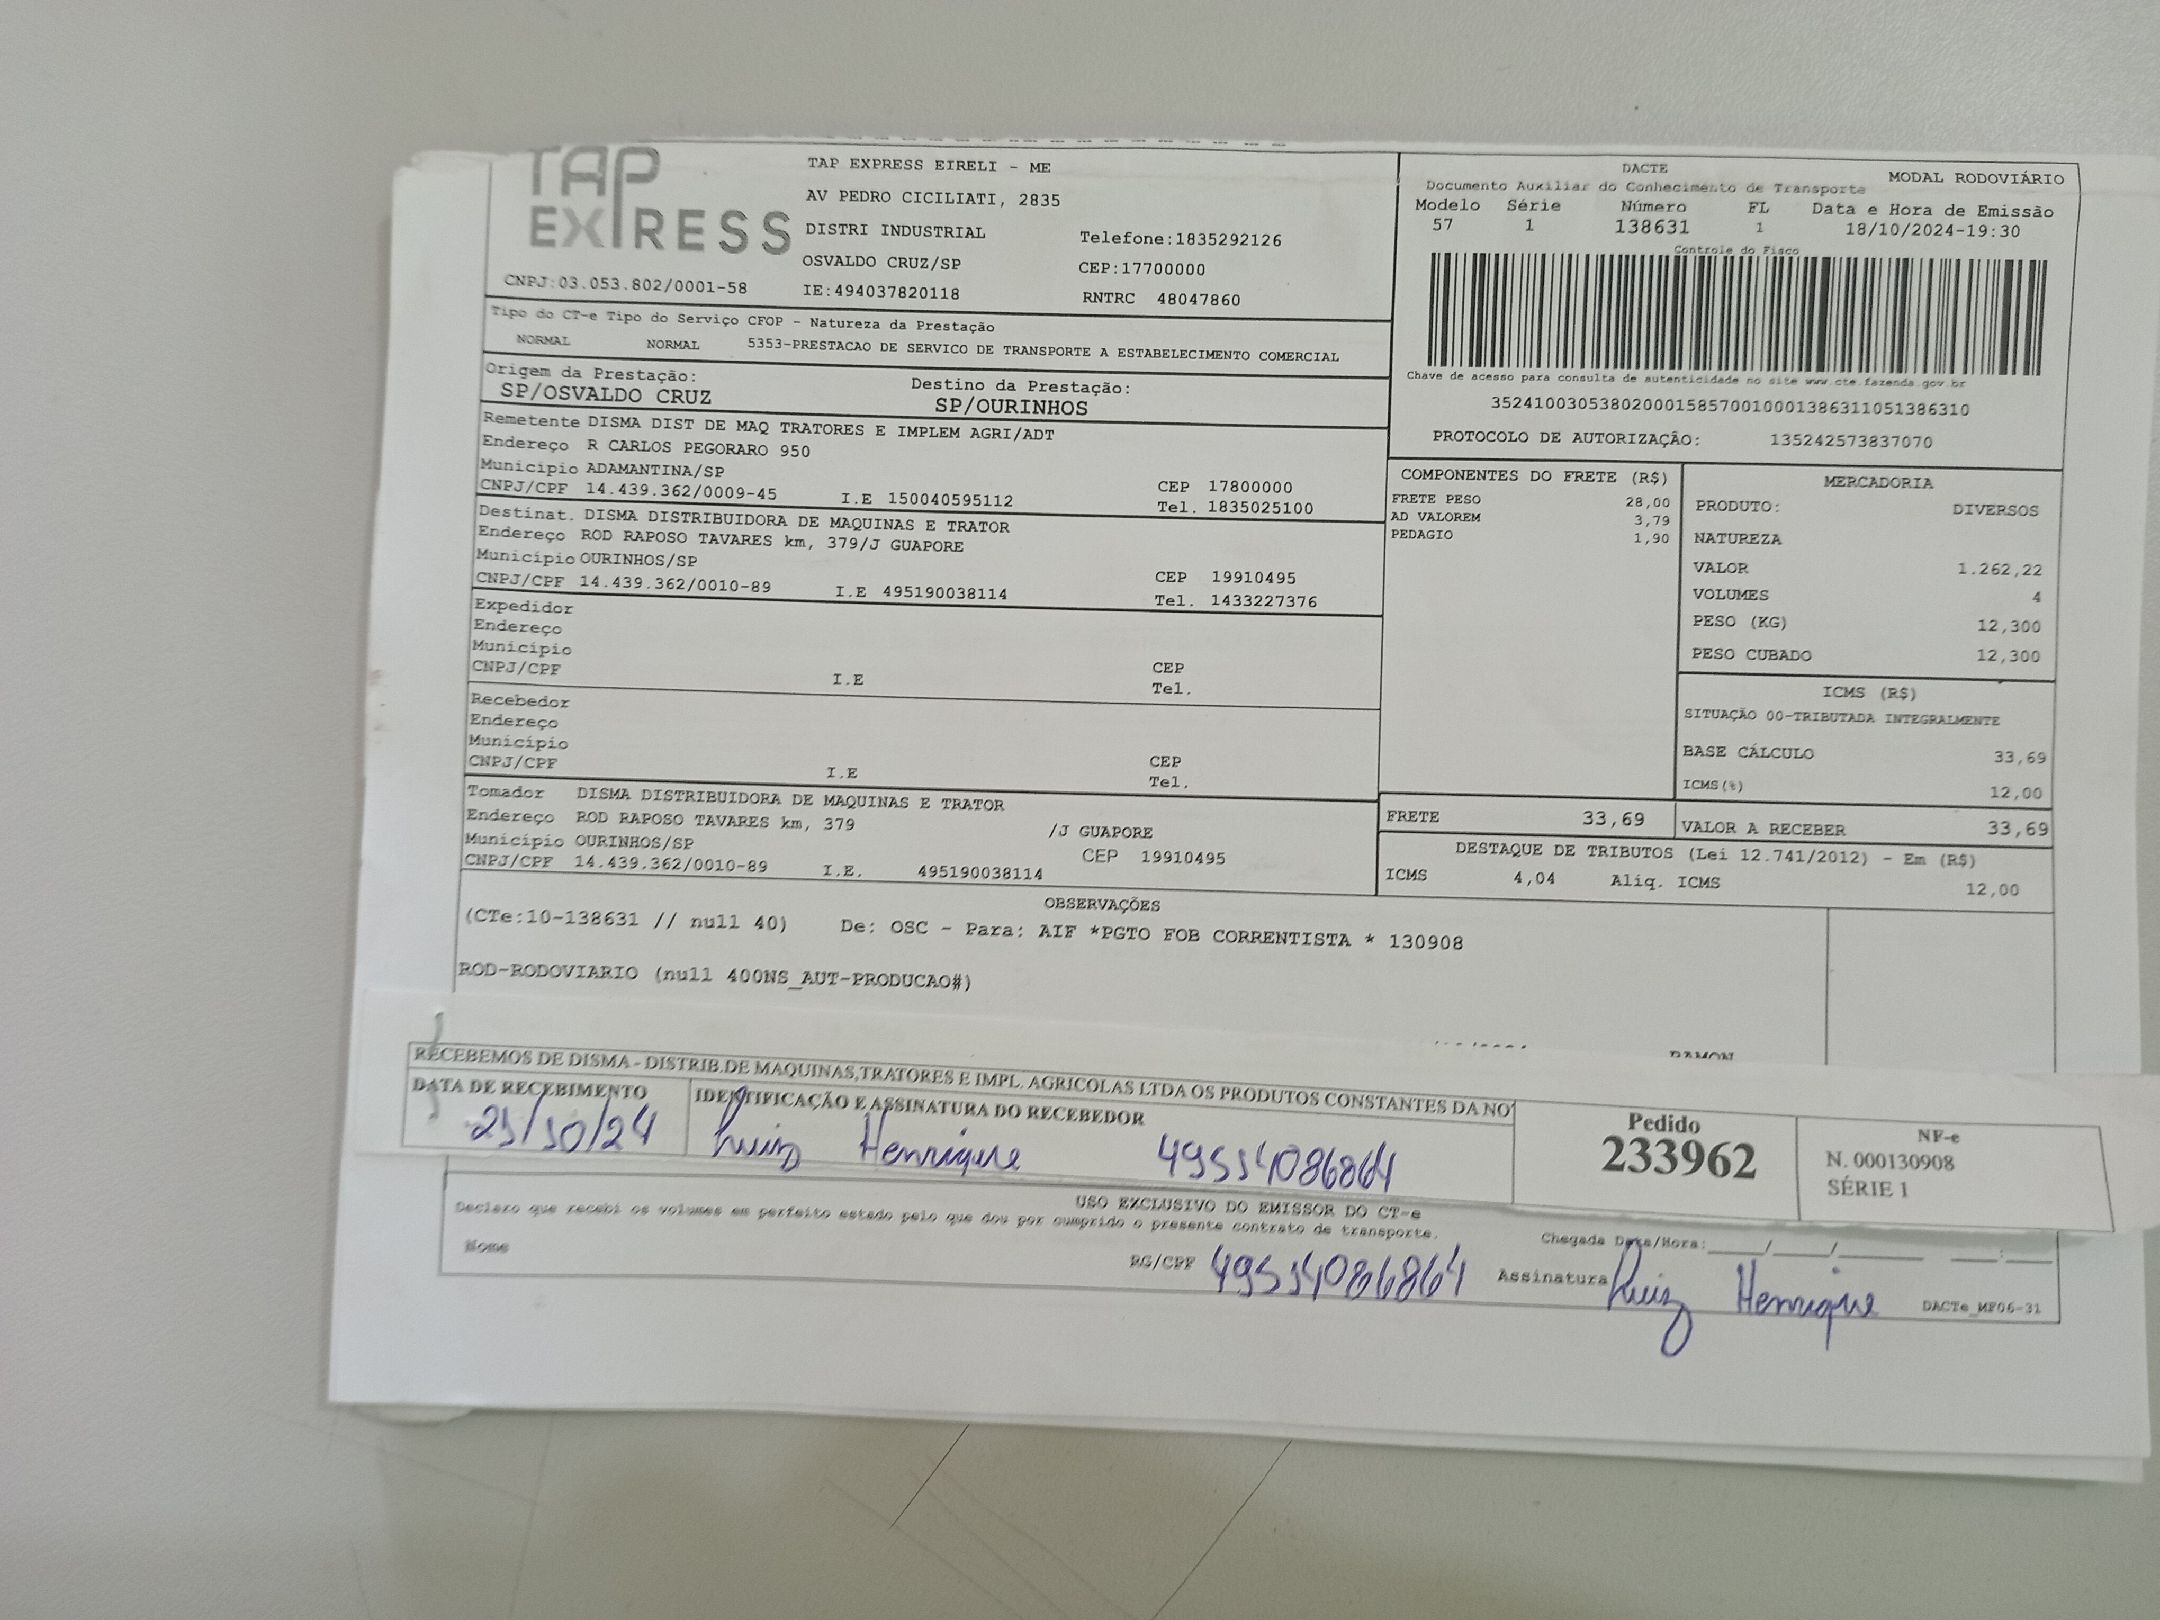 TAP EXPRESS
CNPJ:03.053.802/0001-58
TAP EXPRESS EIRELI - ME
AV PEDRO CICILIATI, 2835
DISTRI INDUSTRIAL Telefone:1835292126
OSVALDO CRUZ/SP CEP:17700000
IE:494037820118 RNTRC 48047860
DACTE MODAL RODOVIÁRIO
Documento Auxiliar do Conhecimento de Transporte
Modelo Série Número FL Data e Hora de Emissão
57 1 138631 1 18/10/2024-19:30
Controle do Fisco
Chave de acesso para consulta de autenticidade no site www.cte.fazenda.gov.br
35241003053802000158570010001386311051386310
PROTOCOLO DE AUTORIZAÇÃO: 135242573837070
Tipo do CT-e Tipo do Serviço CFOP - Natureza da Prestação
NORMAL NORMAL 5353-PRESTACAO DE SERVICO DE TRANSPORTE A ESTABELECIMENTO COMERCIAL
Origem da Prestação: Destino da Prestação:
SP/OSVALDO CRUZ SP/OURINHOS
Remetente DISMA DIST DE MAQ TRATORES E IMPLEM AGRI/ADT
Endereço R CARLOS PEGORARO 950
Município ADAMANTINA/SP CEP 17800000
CNPJ/CPF 14.439.362/0009-45 I.E 150040595112 Tel. 1835025100
Destinat. DISMA DISTRIBUIDORA DE MAQUINAS E TRATOR
Endereço ROD RAPOSO TAVARES km, 379/J GUAPORE
Município OURINHOS/SP CEP 19910495
CNPJ/CPF 14.439.362/0010-89 I.E 495190038114 Tel. 1433227376
Expedidor
Endereço
Município CEP
CNPJ/CPF I.E Tel.
Recebedor
Endereço
Município CEP
CNPJ/CPF I.E Tel.
Tomador DISMA DISTRIBUIDORA DE MAQUINAS E TRATOR
Endereço ROD RAPOSO TAVARES km, 379 /J GUAPORE
Município OURINHOS/SP CEP 19910495
CNPJ/CPF 14.439.362/0010-89 I.E. 495190038114
COMPONENTES DO FRETE (R$)
FRETE PESO 28,00
AD VALOREM 3,79
PEDAGIO 1,90
MERCADORIA
PRODUTO: DIVERSOS
NATUREZA
VALOR 1.262,22
VOLUMES 4
PESO (KG) 12,300
PESO CUBADO 12,300
ICMS (R$)
SITUAÇÃO 00-TRIBUTADA INTEGRALMENTE
BASE CÁLCULO 33,69
ICMS(%) 12,00
FRETE 33,69 VALOR A RECEBER 33,69
DESTAQUE DE TRIBUTOS (Lei 12.741/2012) - Em (R$)
ICMS 4,04 Alíq. ICMS 12,00
OBSERVAÇÕES
(CTe:10-138631 // null 40) De: OSC - Para: AIF *PGTO FOB CORRENTISTA * 130908
ROD-RODOVIARIO (null 400NS_AUT-PRODUCAO#)
RAMON
RECEBEMOS DE DISMA - DISTRIB.DE MAQUINAS,TRATORES E IMPL. AGRICOLAS LTDA OS PRODUTOS CONSTANTES DA NO
DATA DE RECEBIMENTO IDENTIFICAÇÃO E ASSINATURA DO RECEBEDOR
21/10/24 Luiz Henrique 49514086864
Pedido
233962
NF-e
N. 000130908
SÉRIE 1
USO EXCLUSIVO DO EMISSOR DO CT-e
Declaro que recebi os volumes em perfeito estado pelo que dou por cumprido o presente contrato de transporte.
Nome RG/CPF 49514086864
Chegada Data/Hora:____/____/______ ____:____
Assinatura Luiz Henrique
DACTe_MF06-31